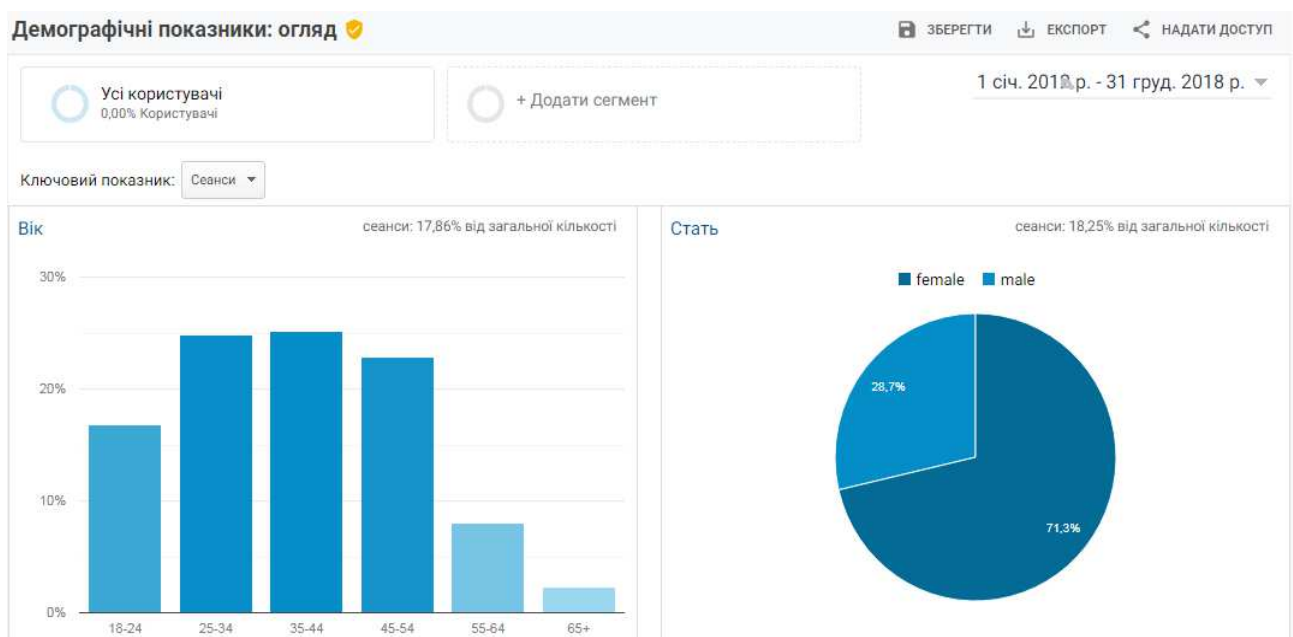 Демографічні показники: огляд
ЗБЕРЕГТИ ЕКСПОРТ НАДАТИ ДОСТУП
Усі користувачі
0,00% Користувачі
+ Додати сегмент
1 січ. 2018 р. - 31 груд. 2018 р.
Ключовий показник: Сеанси
Вік
сеанси: 17,86% від загальної кількості
30%
20%
10%
0%
18-24 25-34 35-44 45-54 55-64 65+
Стать
сеанси: 18,25% від загальної кількості
female male
28,7%
71,3%